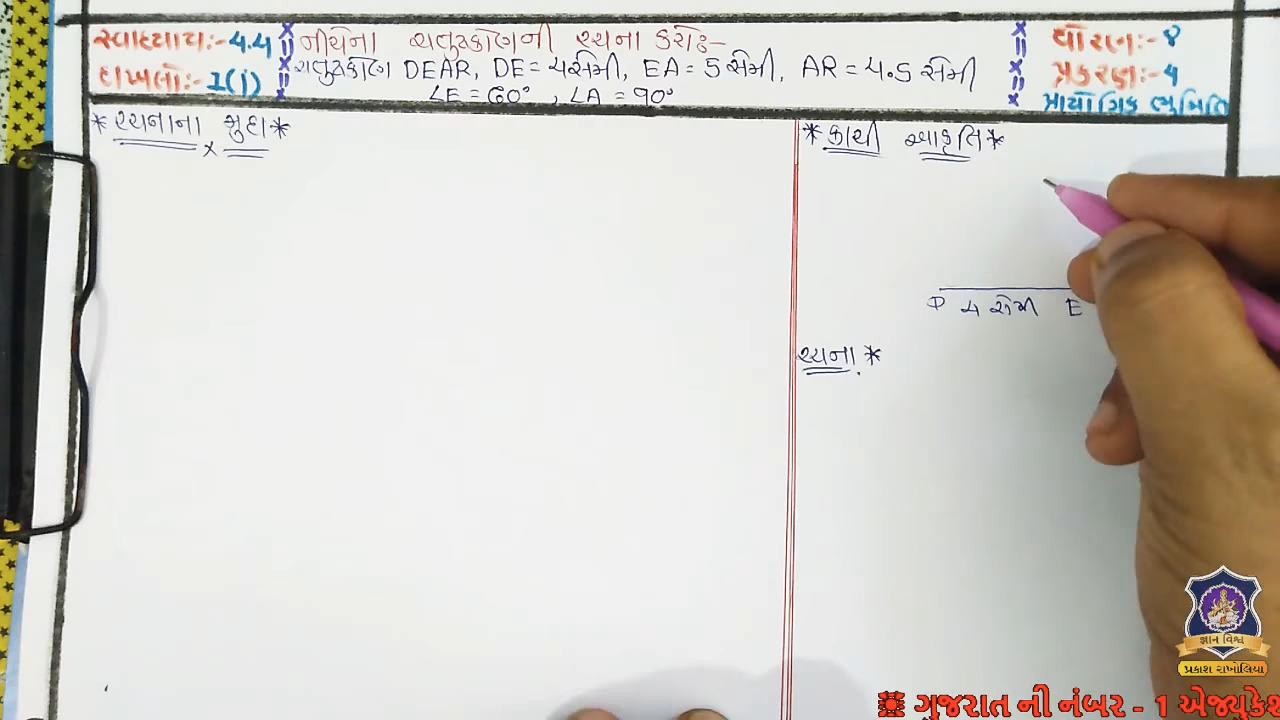 સ્વાધ્યાય:-4.4
દાખલો:-1(i)
નીચેના ચતુષ્કોણની રચના કરો:-
ચતુષ્કોણ DEAR, DE = 4 સેમી, EA = 5 સેમી, AR = 4.5 સેમી
∠E = 60°, ∠A = 90°
ધોરણ:-8
પ્રકરણ:-4
પ્રાયોગિક ભૂમિતિ
*રચનાના મુદ્દા*
*કાચી આકૃતિ*
D 4 સેમી E
રચના *
જ્ઞાન વિશ્વ
પ્રકાશ રાખોલિયા
ગુજરાત ની નંબર - 1